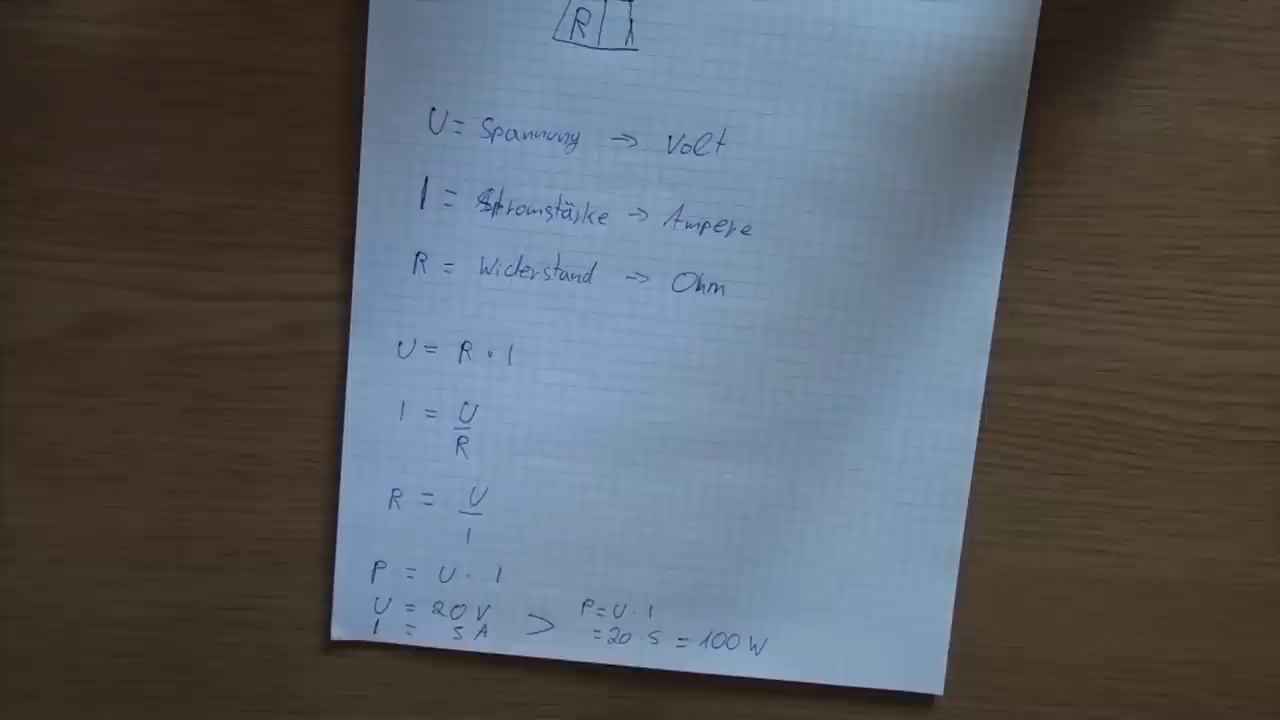 R I
U = Spannung → Volt
I = Stromstärke → Ampere
R = Widerstand → Ohm
U = R · I
I = U/R
R = U/I
P = U · I
U = 20 V > P = U · I
I = 5 A = 20 · 5 = 100 W